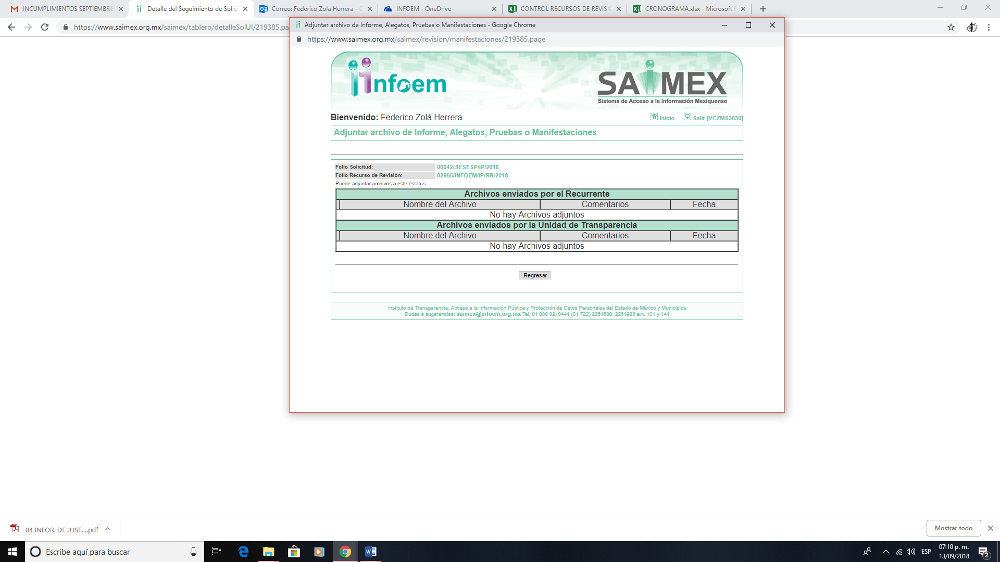 INCUMPLIMIENTOS SEPTIEMBRE
Detalle del Seguimiento de Solic
Correo: Federico Zola Herrera - C
INFOEM - OneDrive
CONTROL RECURSOS DE REVISI
CRONOGRAMA.xlsx - Microsoft E
https://www.saimex.org.mx/saimex/tablero/detalleSolUI/219385.pa
Adjuntar archivo de Informe, Alegatos, Pruebas o Manifestaciones - Google Chrome
https://www.saimex.org.mx/saimex/revision/manifestaciones/219385.page
infoem
SAIMEX
Sistema de Acceso a la Información Mexiquense
Bienvenido: Federico Zolá Herrera
Inicio
Salir [VCZMS3030]
Adjuntar archivo de Informe, Alegatos, Pruebas o Manifestaciones
Folio Solicitud: 00042/SESESP/IP/2018
Folio Recurso de Revisión: 02955/INFOEM/IP/RR/2018
Puede adjuntar archivos a este estatus
Archivos enviados por el Recurrente
Nombre del Archivo Comentarios Fecha
No hay Archivos adjuntos
Archivos enviados por la Unidad de Transparencia
Nombre del Archivo Comentarios Fecha
No hay Archivos adjuntos
Regresar
Instituto de Transparencia, Acceso a la Información Pública y Protección de Datos Personales del Estado de México y Municipios
Dudas o sugerencias: saimex@infoem.org.mx Tel. 01 800 8210441 (01 722) 2261680, 2261983 ext. 101 y 141
04 INFOR. DE JUST....pdf
Mostrar todo
Escribe aquí para buscar
ESP
07:10 p. m.
13/09/2018
2